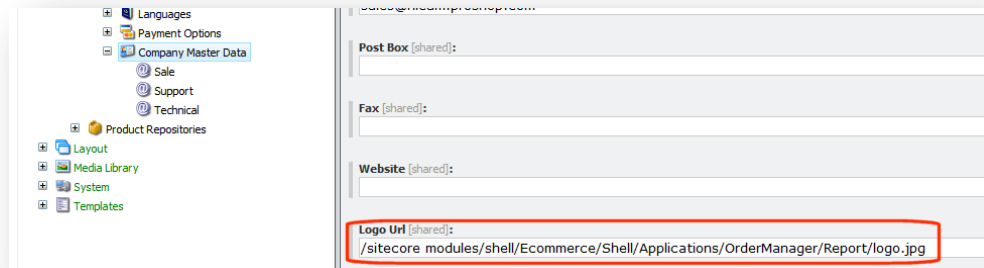 Languages
Payment Options
Company Master Data
Sale
Support
Technical
Product Repositories
Layout
Media Library
System
Templates
Post Box [shared]:
Fax [shared]:
Website [shared]:
Logo Url [shared]:
/sitecore modules/shell/Ecommerce/Shell/Applications/OrderManager/Report/logo.jpg